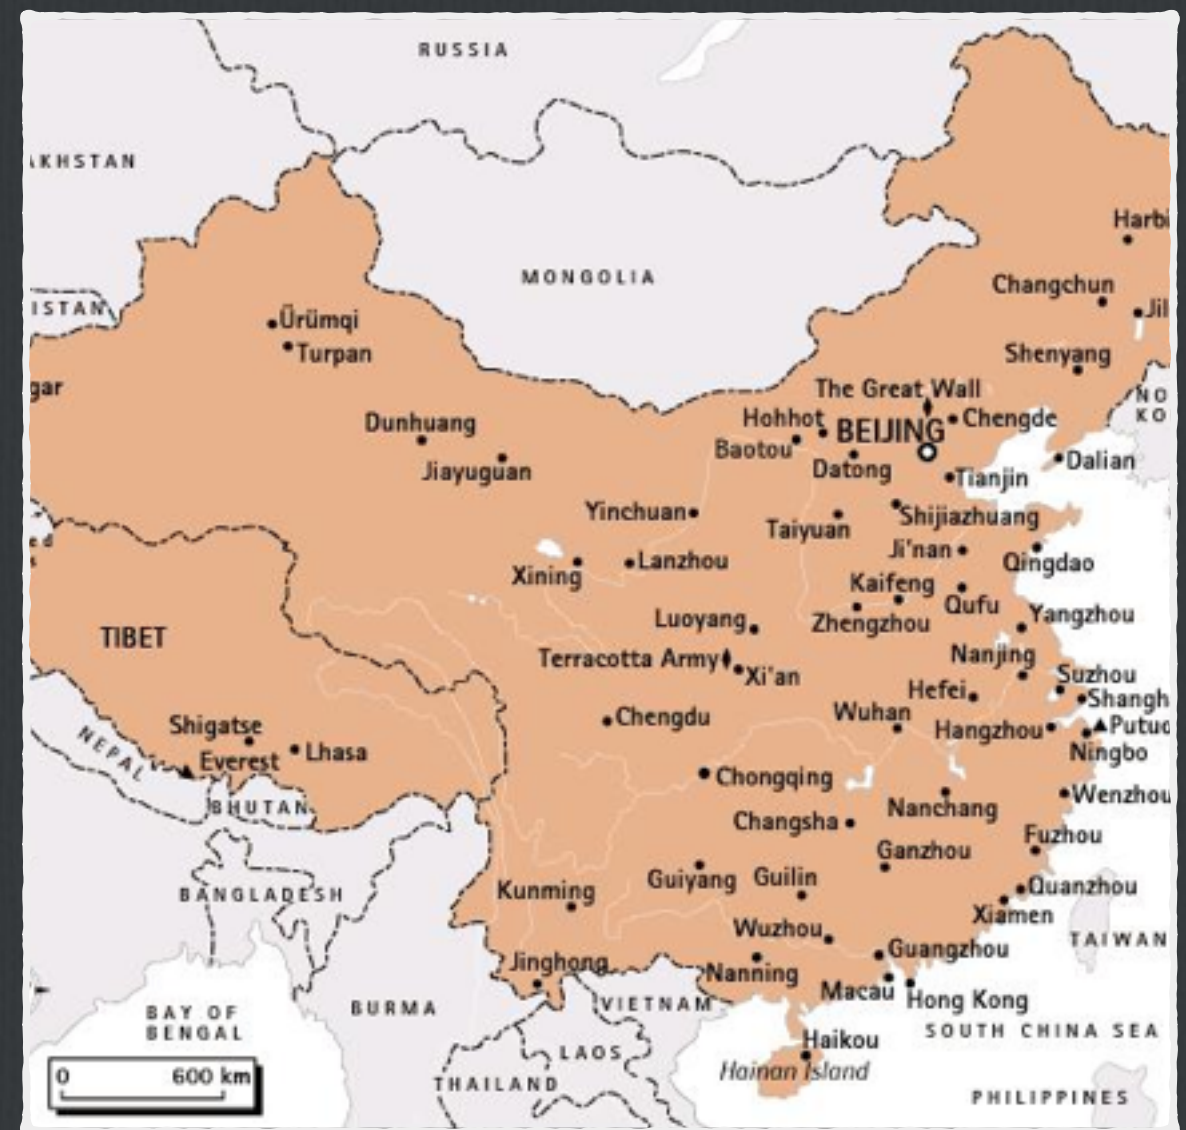 RUSSIA
AKHSTAN
Harbi
MONGOLIA
Changchun
ISTAN
Jil
Ürümqi
Turpan
Shenyang
gar
The Great Wall
NO
KO
Hohhot
BEIJING
Chengde
Dunhuang
Baotou
Datong
Dalian
Jiayuguan
Tianjin
Yinchuan
Taiyuan
Shijiazhuang
Ji'nan
Qingdao
Xining
Lanzhou
Kaifeng
Qufu
Luoyang
Zhengzhou
Yangzhou
TIBET
Terracotta Army
Xi'an
Nanjing
Suzhou
Hefei
Shangh
Chengdu
Wuhan
Hangzhou
Putuo
Shigatse
NEPAL
Everest
Lhasa
Ningbo
Chongqing
Wenzhou
BHUTAN
Nanchang
Changsha
Fuzhou
Ganzhou
BANGLADESH
Kunming
Guiyang
Guilin
Quanzhou
Xiamen
Wuzhou
TAIWAN
Jinghong
Nanning
Guangzhou
BAY OF
BENGAL
BURMA
VIETNAM
Macau
Hong Kong
SOUTH CHINA SEA
LAOS
Haikou
Hainan Island
0 600 km
THAILAND
PHILIPPINES